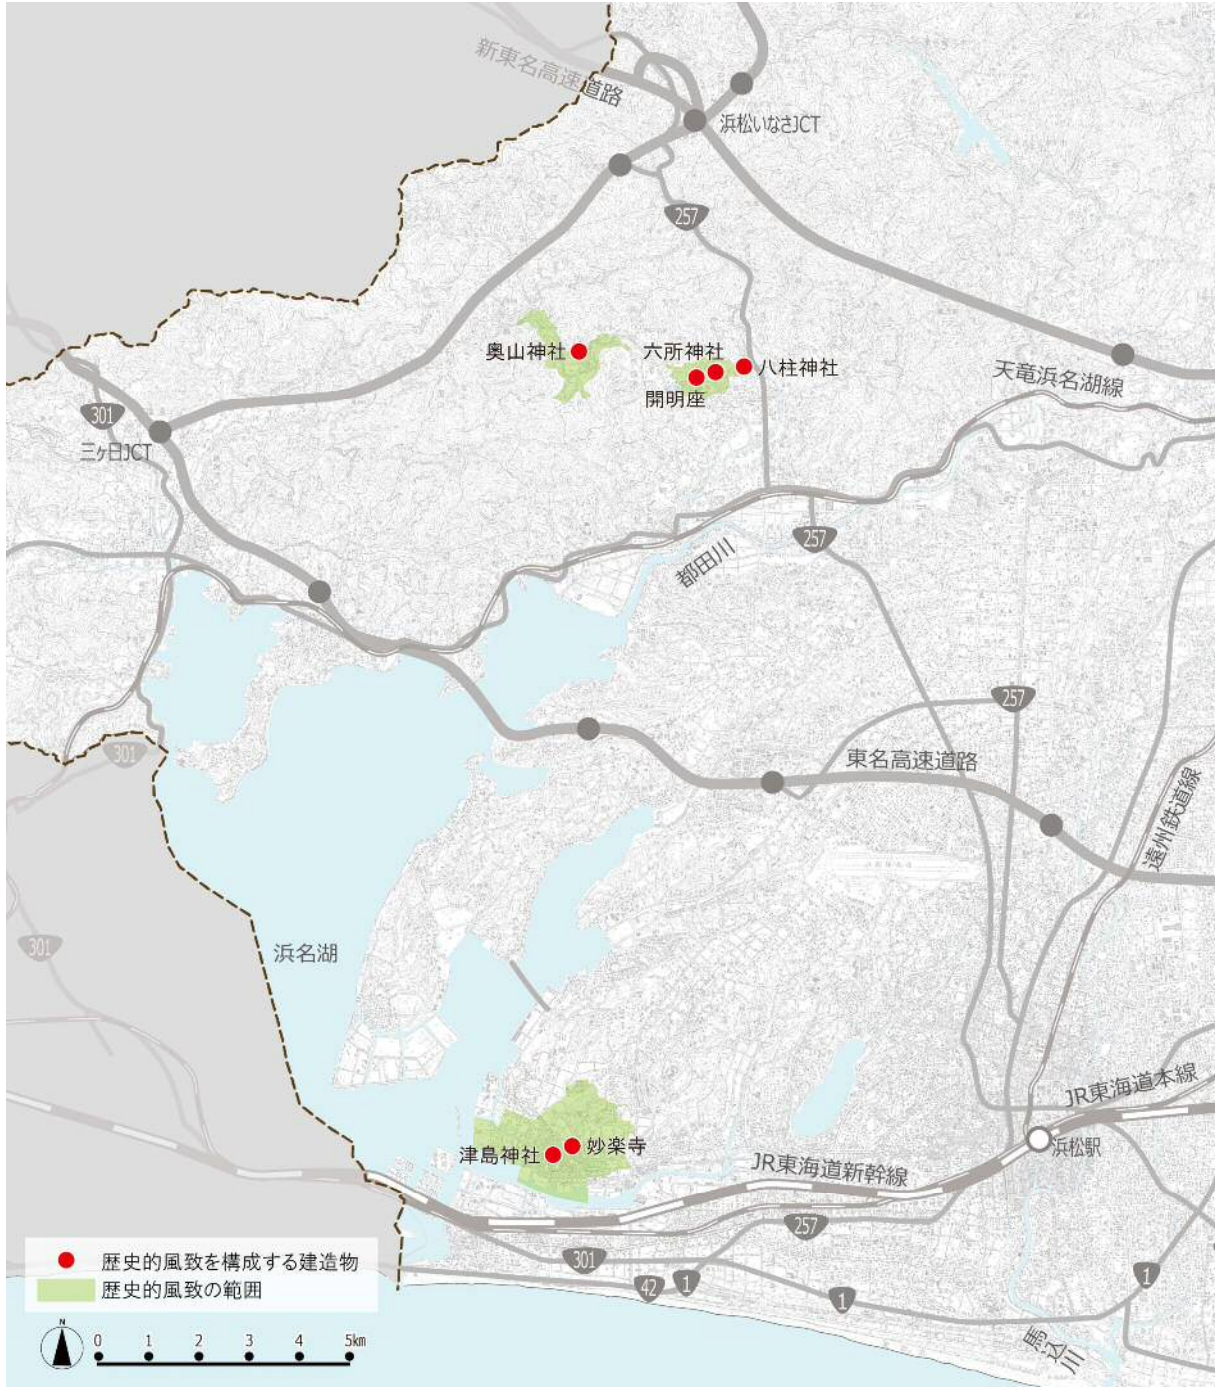 新東名高速道路
浜松いなさJCT
257
奥山神社
六所神社
八柱神社
開明座
天竜浜名湖線
301
三ヶ日JCT
257
都田川
257
301
東名高速道路
遠州鉄道線
301
浜名湖
JR東海道本線
津島神社
妙楽寺
浜松駅
JR東海道新幹線
257
301
42
1
1
1
馬込川
歴史的風致を構成する建造物
歴史的風致の範囲
N
0 1 2 3 4 5km